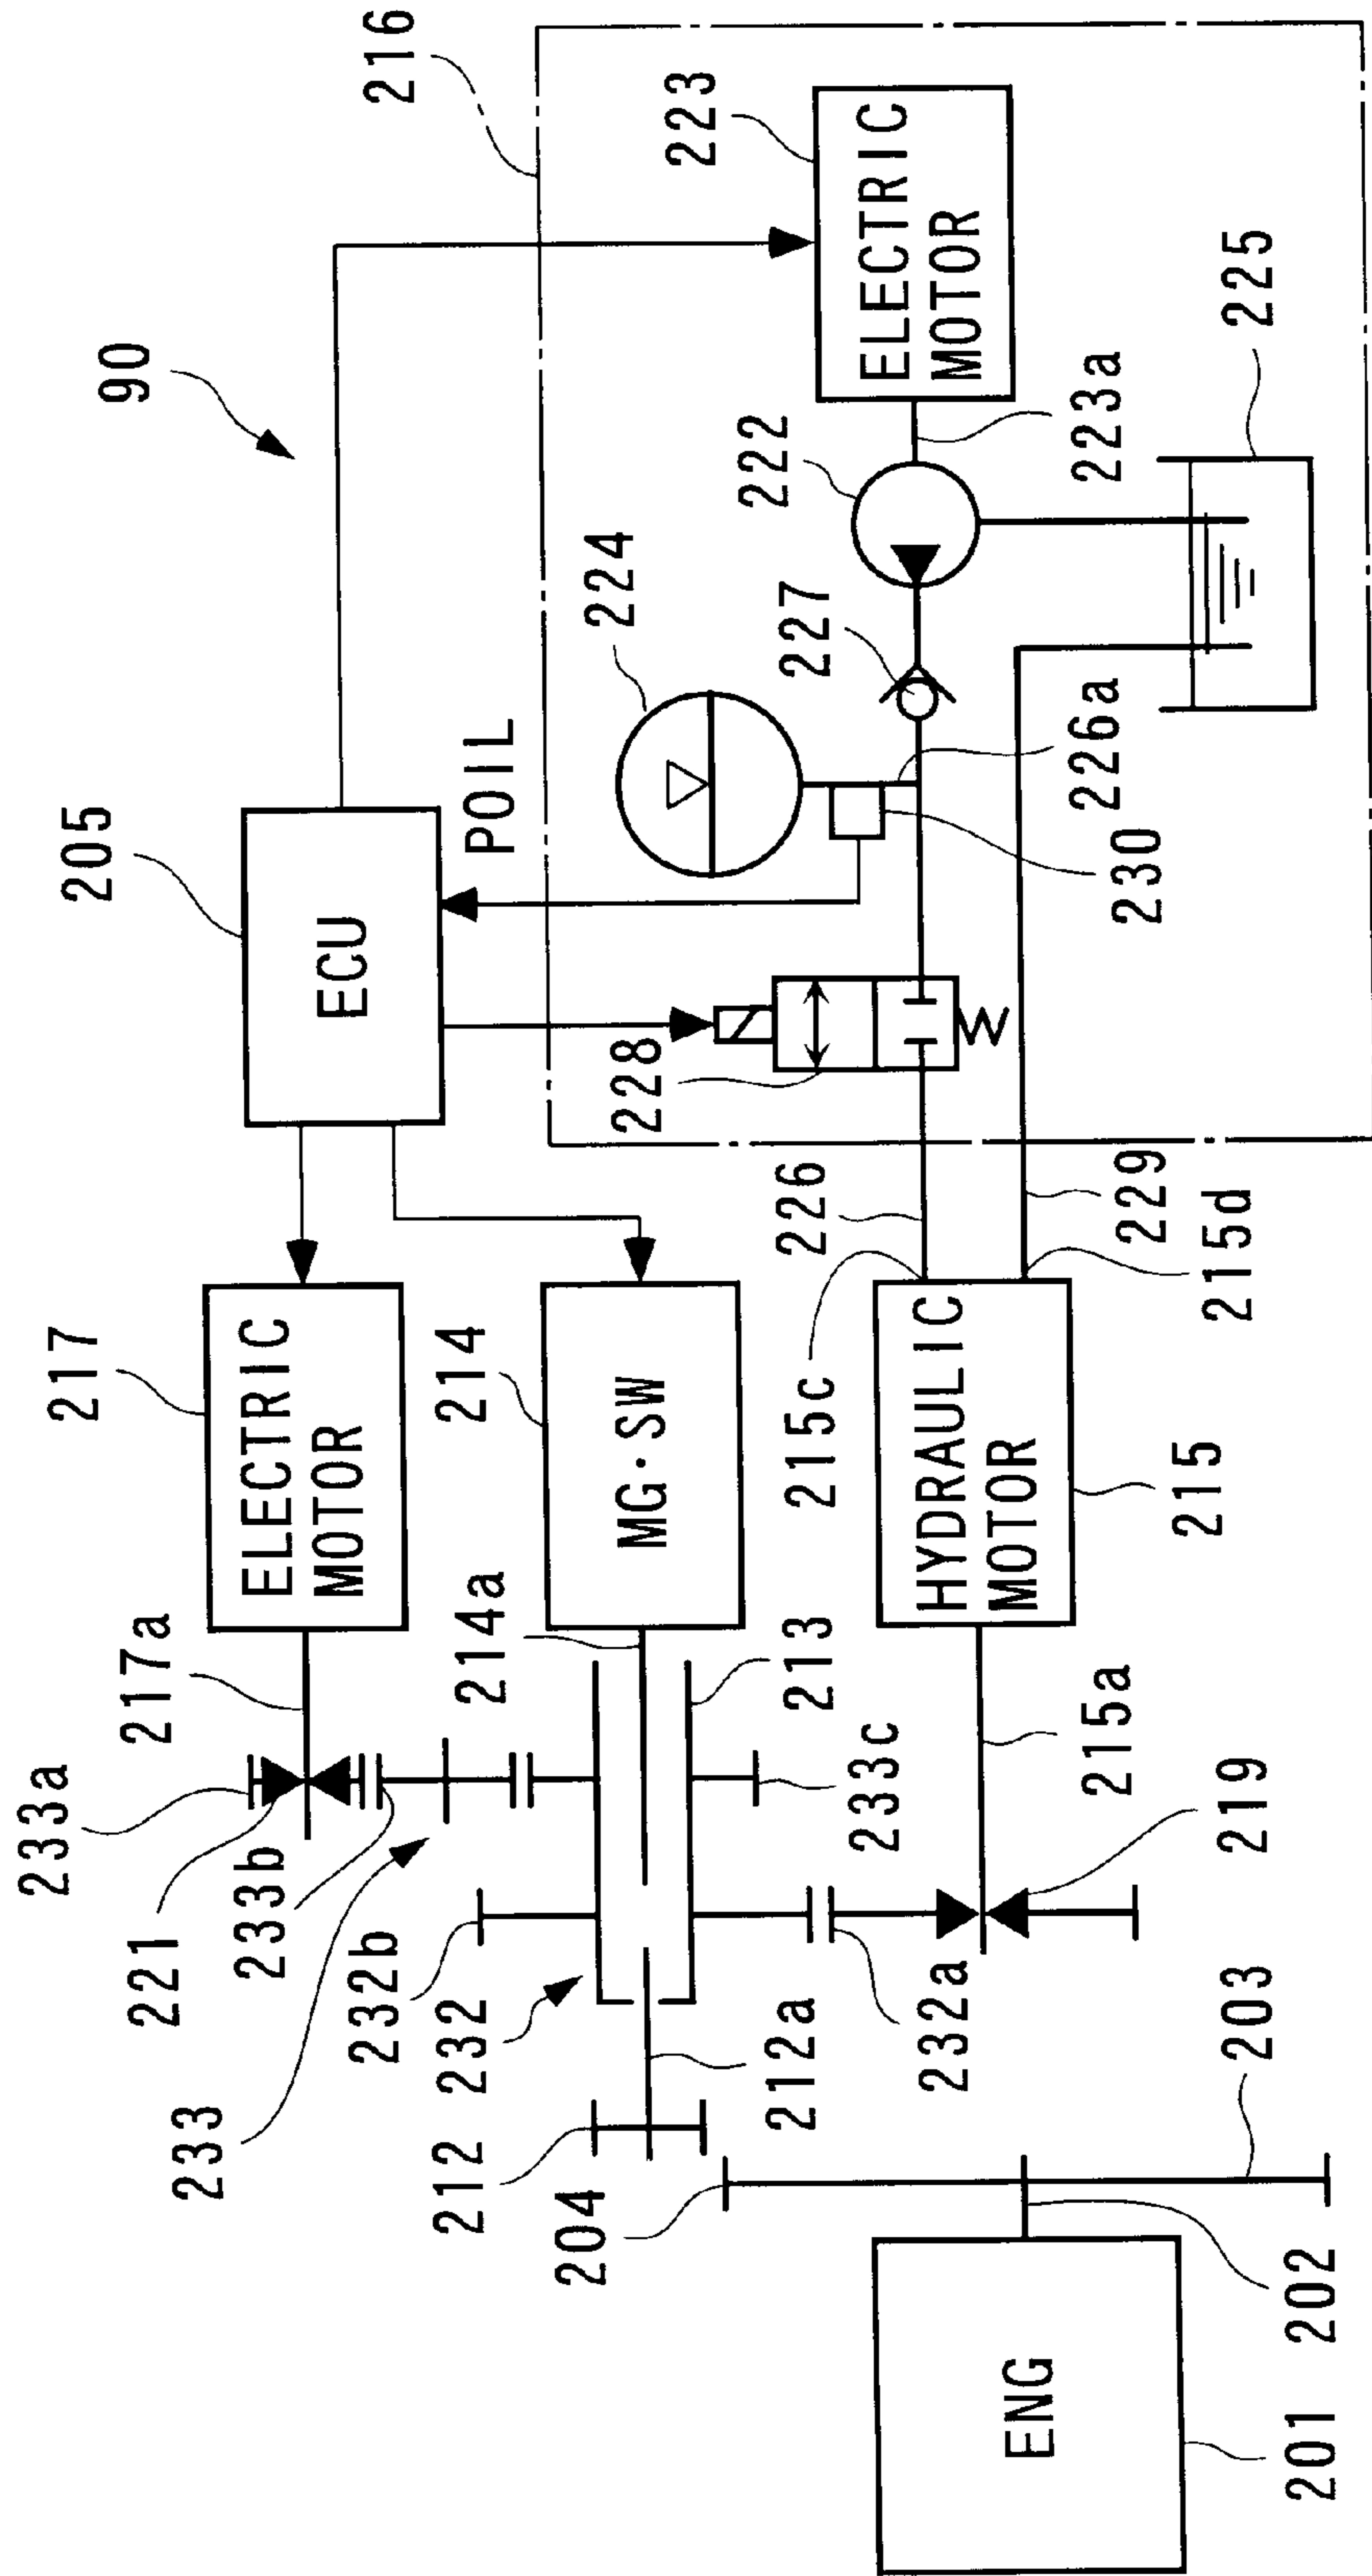 90
216
205
ECU
POIL
223
ELECTRIC
MOTOR
223a
222
224
227
225
226a
230
228
226
229
215c
215d
217
ELECTRIC
MOTOR
217a
214
MG·SW
214a
213
HYDRAULIC
MOTOR
215
215a
219
233a
221
233b
233
233c
232b
232
232a
212
212a
204
203
202
ENG
201